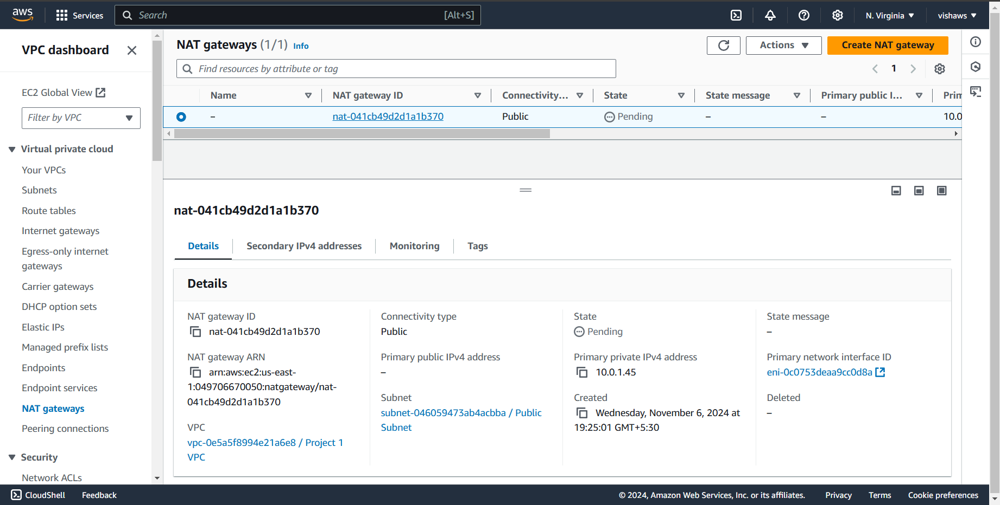 aws
Services
Search [Alt+S]
N. Virginia
vishaws
VPC dashboard
EC2 Global View
Filter by VPC
Virtual private cloud
Your VPCs
Subnets
Route tables
Internet gateways
Egress-only internet
gateways
Carrier gateways
DHCP option sets
Elastic IPs
Managed prefix lists
Endpoints
Endpoint services
NAT gateways
Peering connections
Security
Network ACLs
NAT gateways (1/1) Info
Actions
Create NAT gateway
Find resources by attribute or tag
1
Name NAT gateway ID Connectivity... State State message Primary public I... Prim
– nat-041cb49d2d1a1b370 Public Pending – – 10.0
nat-041cb49d2d1a1b370
Details Secondary IPv4 addresses Monitoring Tags
Details
NAT gateway ID
nat-041cb49d2d1a1b370
NAT gateway ARN
arn:aws:ec2:us-east-
1:049706670050:natgateway/nat-
041cb49d2d1a1b370
VPC
vpc-0e5a5f8994e21a6e8 / Project 1
VPC
Connectivity type
Public
Primary public IPv4 address
–
Subnet
subnet-046059473ab4acbba / Public
Subnet
State
Pending
Primary private IPv4 address
10.0.1.45
Created
Wednesday, November 6, 2024 at
19:25:01 GMT+5:30
State message
–
Primary network interface ID
eni-0c0753deaa9cc0d8a
Deleted
–
CloudShell Feedback
© 2024, Amazon Web Services, Inc. or its affiliates. Privacy Terms Cookie preferences